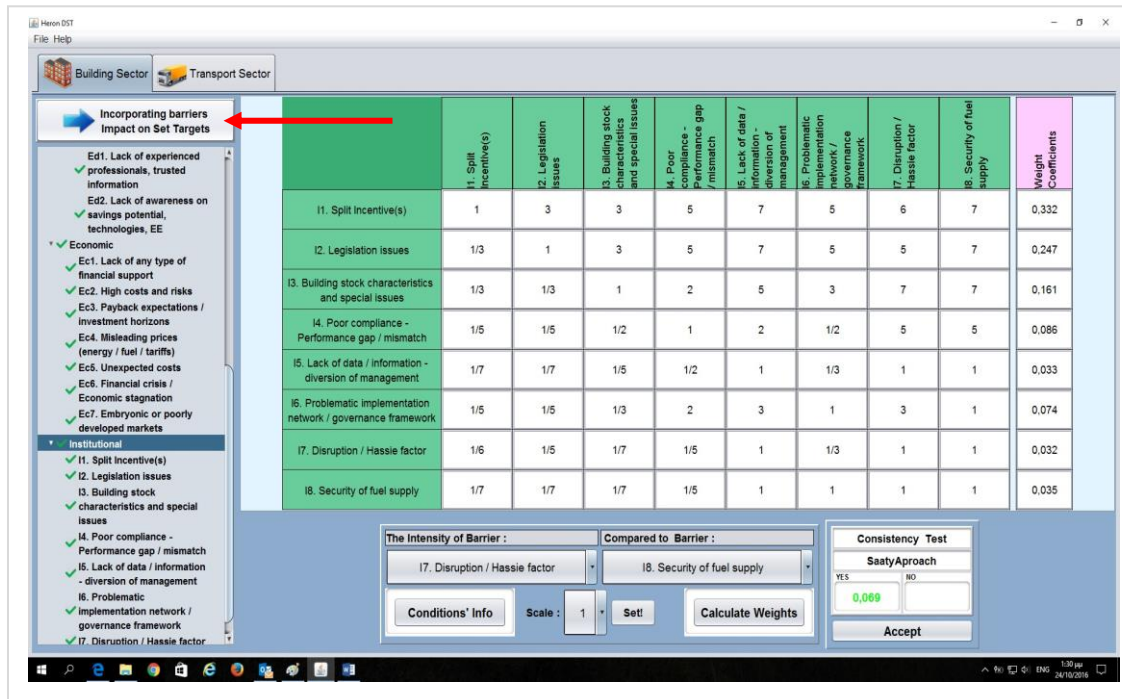 Heron DST
File Help
Building Sector
Transport Sector
Incorporating barriers
Impact on Set Targets
Ed1. Lack of experienced
professionals, trusted
information
Ed2. Lack of awareness on
savings potential,
technologies, EE
Economic
Ec1. Lack of any type of
financial support
Ec2. High costs and risks
Ec3. Payback expectations /
investment horizons
Ec4. Misleading prices
(energy / fuel / tariffs)
Ec5. Unexpected costs
Ec6. Financial crisis /
Economic stagnation
Ec7. Embryonic or poorly
developed markets
Institutional
I1. Split Incentive(s)
I2. Legislation issues
I3. Building stock
characteristics and special
issues
I4. Poor compliance -
Performance gap / mismatch
I5. Lack of data / information
- diversion of management
I6. Problematic
implementation network /
governance framework
I7. Disruption / Hassie factor
I1. Split
Incentive(s)
I2. Legislation
issues
I3. Building stock
characteristics
and special issues
I4. Poor
compliance -
Performance gap
/ mismatch
I5. Lack of data /
information -
diversion of
management
I6. Problematic
implementation
network /
governance
framework
I7. Disruption /
Hassie factor
I8. Security of fuel
supply
Weight
Coefficients
I1. Split Incentive(s) 1 3 3 5 7 5 6 7 0,332
I2. Legislation issues 1/3 1 3 5 7 5 5 7 0,247
I3. Building stock characteristics
and special issues 1/3 1/3 1 2 5 3 7 7 0,161
I4. Poor compliance -
Performance gap / mismatch 1/5 1/5 1/2 1 2 1/2 5 5 0,086
I5. Lack of data / information -
diversion of management 1/7 1/7 1/5 1/2 1 1/3 1 1 0,033
I6. Problematic implementation
network / governance framework 1/5 1/5 1/3 2 3 1 3 1 0,074
I7. Disruption / Hassie factor 1/6 1/5 1/7 1/5 1 1/3 1 1 0,032
I8. Security of fuel supply 1/7 1/7 1/7 1/5 1 1 1 1 0,035
The Intensity of Barrier :
Compared to Barrier :
I7. Disruption / Hassie factor
I8. Security of fuel supply
Conditions' Info
Scale : 1
Set!
Calculate Weights
Consistency Test
SaatyAproach
YES NO
0,069
Accept
ENG
1:30 μμ
24/10/2016